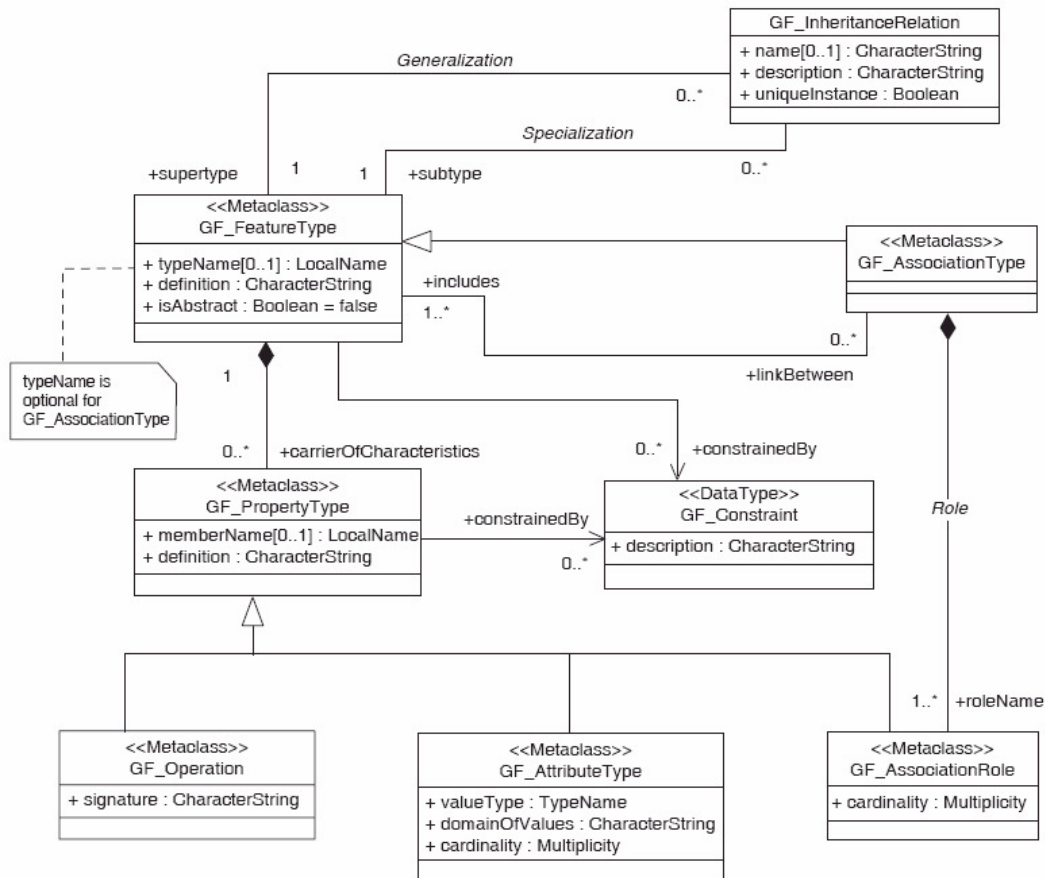 GF_InheritanceRelation
+ name[0..1] : CharacterString
+ description : CharacterString
+ uniqueInstance : Boolean
Generalization
0..*
Specialization
0..*
+supertype
1
1
+subtype
<<Metaclass>>
GF_FeatureType
+ typeName[0..1] : LocalName
+ definition : CharacterString
+ isAbstract : Boolean = false
<<Metaclass>>
GF_AssociationType
+includes
1..*
0..*
+linkBetween
typeName is
optional for
GF_AssociationType
1
0..*
+carrierOfCharacteristics
0..*
+constrainedBy
<<Metaclass>>
GF_PropertyType
+ memberName[0..1] : LocalName
+ definition : CharacterString
+constrainedBy
0..*
<<DataType>>
GF_Constraint
+ description : CharacterString
Role
1..*
+roleName
<<Metaclass>>
GF_Operation
+ signature : CharacterString
<<Metaclass>>
GF_AttributeType
+ valueType : TypeName
+ domainOfValues : CharacterString
+ cardinality : Multiplicity
<<Metaclass>>
GF_AssociationRole
+ cardinality : Multiplicity